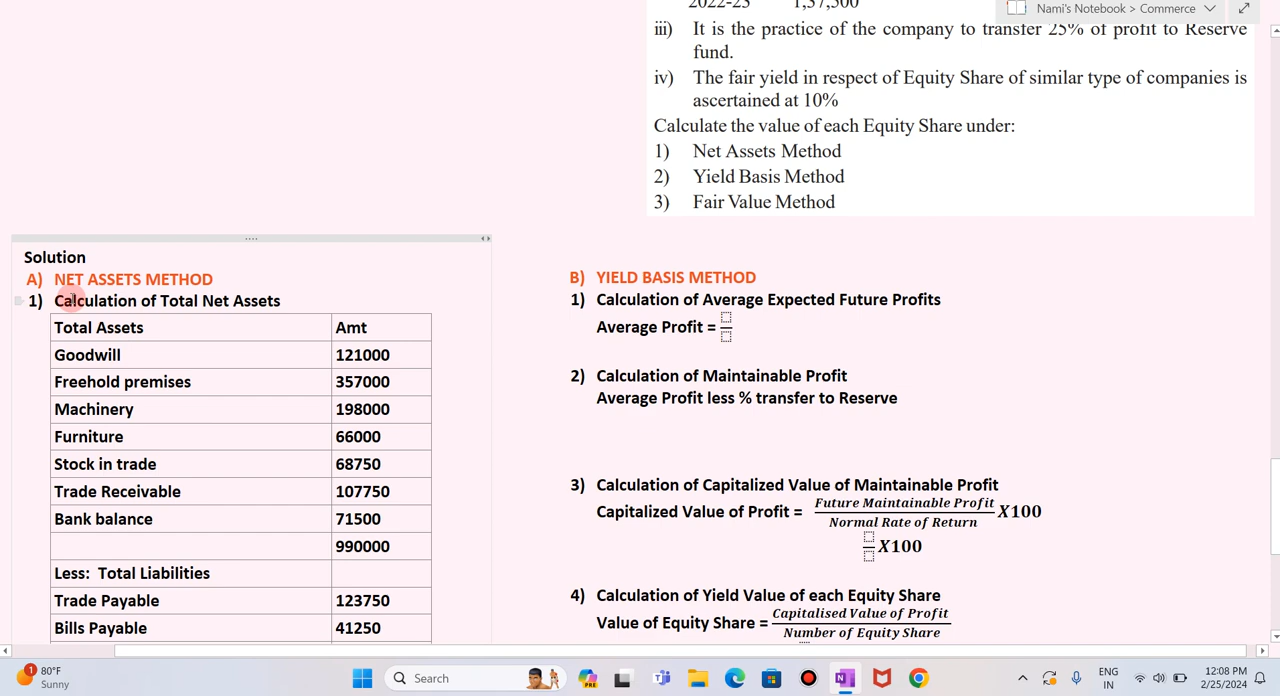 2022-23 1,57,500
Nami's Notebook > Commerce
iii) It is the practice of the company to transfer 25% of profit to Reserve
fund.
iv) The fair yield in respect of Equity Share of similar type of companies is
ascertained at 10%
Calculate the value of each Equity Share under:
1) Net Assets Method
2) Yield Basis Method
3) Fair Value Method
Solution
A) NET ASSETS METHOD
1) Calculation of Total Net Assets
Total Assets Amt
Goodwill 121000
Freehold premises 357000
Machinery 198000
Furniture 66000
Stock in trade 68750
Trade Receivable 107750
Bank balance 71500
990000
Less: Total Liabilities
Trade Payable 123750
Bills Payable 41250
B) YIELD BASIS METHOD
1) Calculation of Average Expected Future Profits
Average Profit =
2) Calculation of Maintainable Profit
Average Profit less % transfer to Reserve
3) Calculation of Capitalized Value of Maintainable Profit
Capitalized Value of Profit = Future Maintainable Profit / Normal Rate of Return X100
X100
4) Calculation of Yield Value of each Equity Share
Value of Equity Share = Capitalised Value of Profit / Number of Equity Share
1
80°F
Sunny
Search
PRE
ENG
IN
12:08 PM
2/25/2024